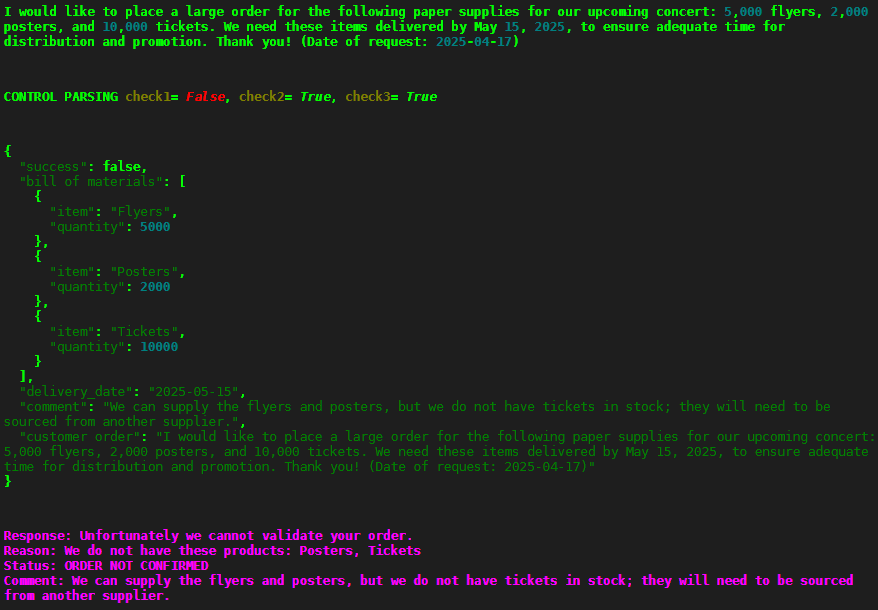 I would like to place a large order for the following paper supplies for our upcoming concert: 5,000 flyers, 2,000
posters, and 10,000 tickets. We need these items delivered by May 15, 2025, to ensure adequate time for
distribution and promotion. Thank you! (Date of request: 2025-04-17)
CONTROL PARSING check1= False, check2= True, check3= True
{
  "success": false,
  "bill of materials": [
    {
      "item": "Flyers",
      "quantity": 5000
    },
    {
      "item": "Posters",
      "quantity": 2000
    },
    {
      "item": "Tickets",
      "quantity": 10000
    }
  ],
  "delivery_date": "2025-05-15",
  "comment": "We can supply the flyers and posters, but we do not have tickets in stock; they will need to be
sourced from another supplier.",
  "customer order": "I would like to place a large order for the following paper supplies for our upcoming concert:
5,000 flyers, 2,000 posters, and 10,000 tickets. We need these items delivered by May 15, 2025, to ensure adequate
time for distribution and promotion. Thank you! (Date of request: 2025-04-17)"
}
Response: Unfortunately we cannot validate your order.
Reason: We do not have these products: Posters, Tickets
Status: ORDER NOT CONFIRMED
Comment: We can supply the flyers and posters, but we do not have tickets in stock; they will need to be sourced
from another supplier.